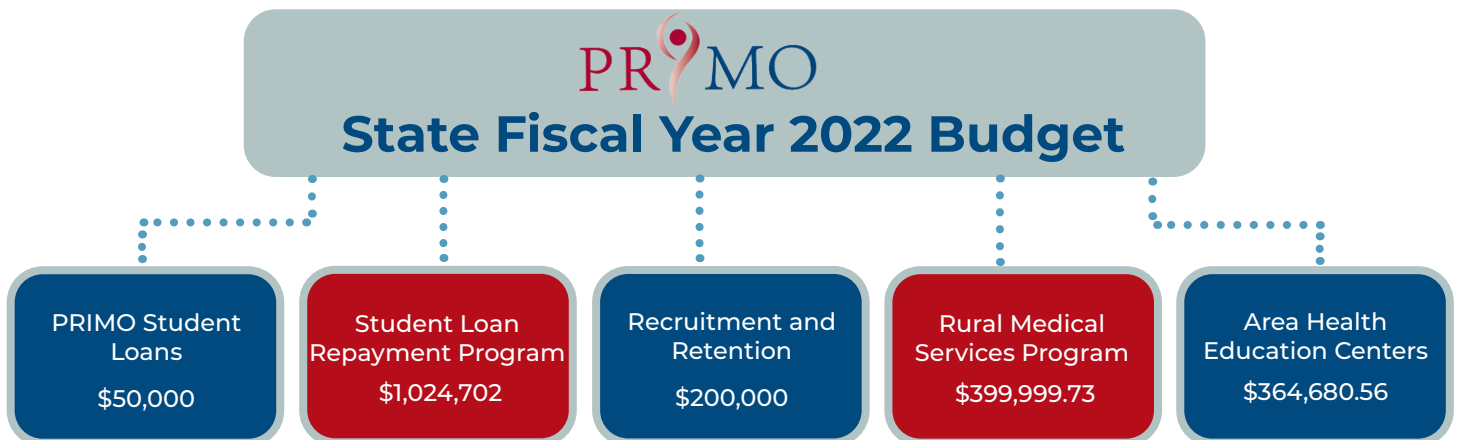 PRIMO
State Fiscal Year 2022 Budget
PRIMO Student
Loans
$50,000
Student Loan
Repayment Program
$1,024,702
Recruitment and
Retention
$200,000
Rural Medical
Services Program
$399,999.73
Area Health
Education Centers
$364,680.56